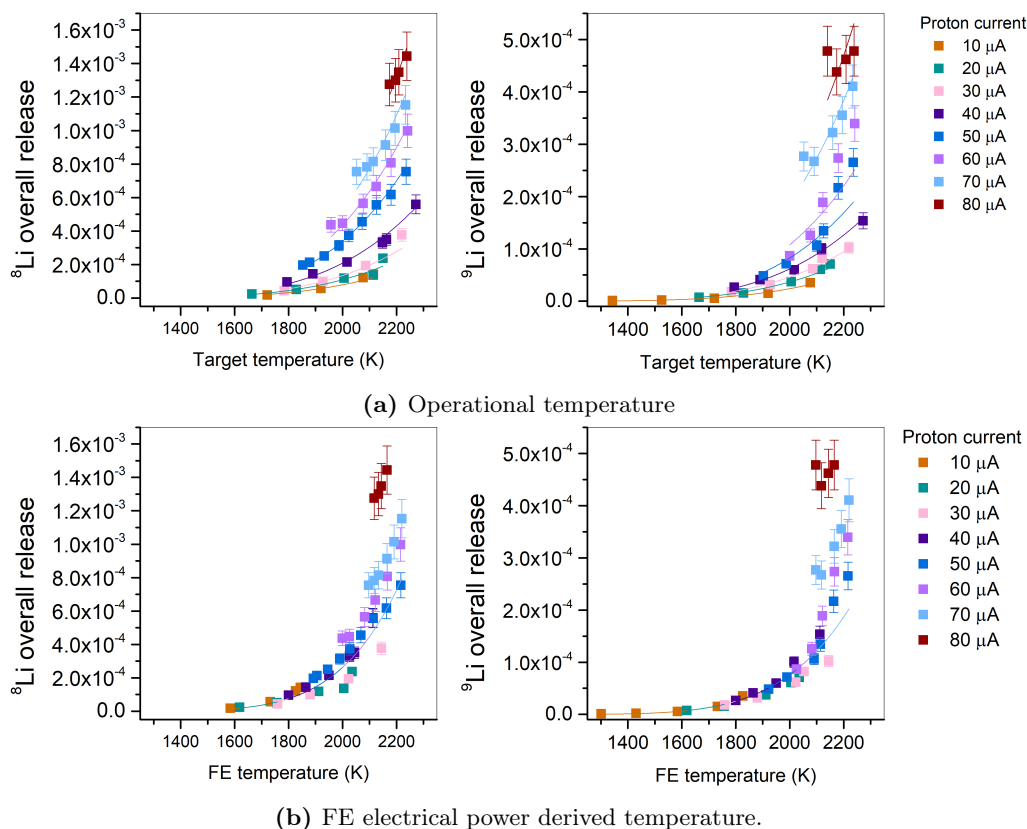 1.6x10⁻³
1.4x10⁻³
1.2x10⁻³
1.0x10⁻³
8.0x10⁻⁴
6.0x10⁻⁴
4.0x10⁻⁴
2.0x10⁻⁴
0.0
⁸Li overall release
1400 1600 1800 2000 2200
Target temperature (K)
5.0x10⁻⁴
4.0x10⁻⁴
3.0x10⁻⁴
2.0x10⁻⁴
1.0x10⁻⁴
0.0
⁹Li overall release
1400 1600 1800 2000 2200
Target temperature (K)
Proton current
10 µA
20 µA
30 µA
40 µA
50 µA
60 µA
70 µA
80 µA
(a) Operational temperature
1.6x10⁻³
1.4x10⁻³
1.2x10⁻³
1.0x10⁻³
8.0x10⁻⁴
6.0x10⁻⁴
4.0x10⁻⁴
2.0x10⁻⁴
0.0
⁸Li overall release
1400 1600 1800 2000 2200
FE temperature (K)
5.0x10⁻⁴
4.0x10⁻⁴
3.0x10⁻⁴
2.0x10⁻⁴
1.0x10⁻⁴
0.0
⁹Li overall release
1400 1600 1800 2000 2200
FE temperature (K)
Proton current
10 µA
20 µA
30 µA
40 µA
50 µA
60 µA
70 µA
80 µA
(b) FE electrical power derived temperature.